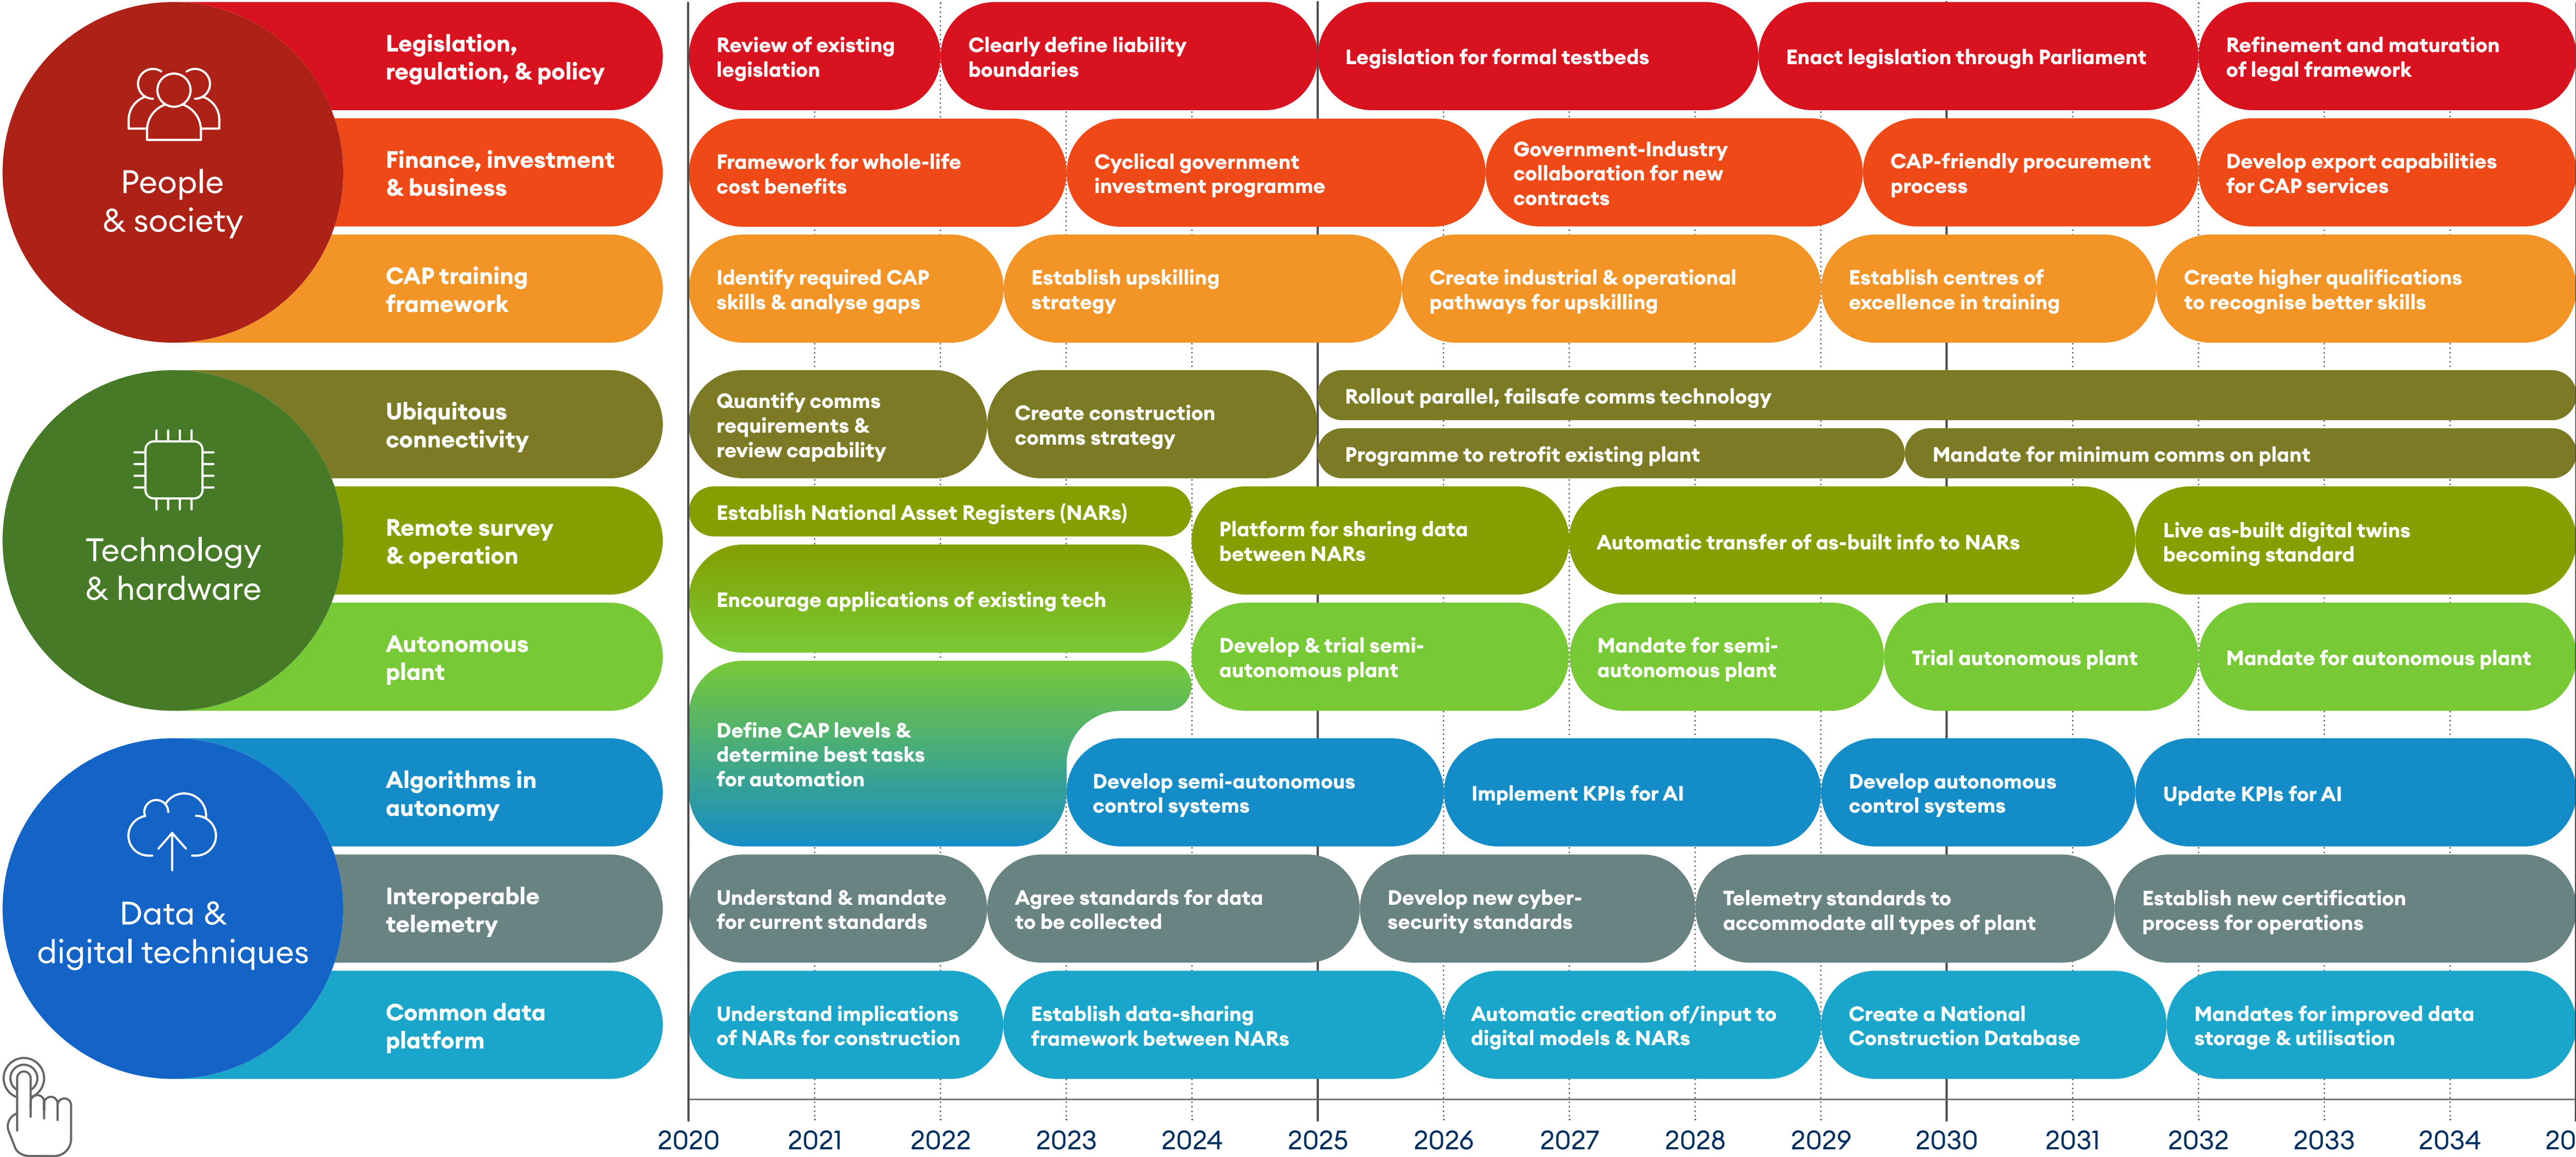 People
& society
Legislation,
regulation, & policy
Review of existing
legislation
Clearly define liability
boundaries
Legislation for formal testbeds
Enact legislation through Parliament
Refinement and maturation
of legal framework
Finance, investment
& business
Framework for whole-life
cost benefits
Cyclical government
investment programme
Government-Industry
collaboration for new
contracts
CAP-friendly procurement
process
Develop export capabilities
for CAP services
CAP training
framework
Identify required CAP
skills & analyse gaps
Establish upskilling
strategy
Create industrial & operational
pathways for upskilling
Establish centres of
excellence in training
Create higher qualifications
to recognise better skills
Technology
& hardware
Ubiquitous
connectivity
Quantify comms
requirements &
review capability
Create construction
comms strategy
Rollout parallel, failsafe comms technology
Programme to retrofit existing plant
Mandate for minimum comms on plant
Remote survey
& operation
Establish National Asset Registers (NARs)
Encourage applications of existing tech
Platform for sharing data
between NARs
Automatic transfer of as-built info to NARs
Live as-built digital twins
becoming standard
Autonomous
plant
Define CAP levels &
determine best tasks
for automation
Develop & trial semi-
autonomous plant
Mandate for semi-
autonomous plant
Trial autonomous plant
Mandate for autonomous plant
Data &
digital techniques
Algorithms in
autonomy
Develop semi-autonomous
control systems
Implement KPIs for AI
Develop autonomous
control systems
Update KPIs for AI
Interoperable
telemetry
Understand & mandate
for current standards
Agree standards for data
to be collected
Develop new cyber-
security standards
Telemetry standards to
accommodate all types of plant
Establish new certification
process for operations
Common data
platform
Understand implications
of NARs for construction
Establish data-sharing
framework between NARs
Automatic creation of/input to
digital models & NARs
Create a National
Construction Database
Mandates for improved data
storage & utilisation
2020 2021 2022 2023 2024 2025 2026 2027 2028 2029 2030 2031 2032 2033 2034 20